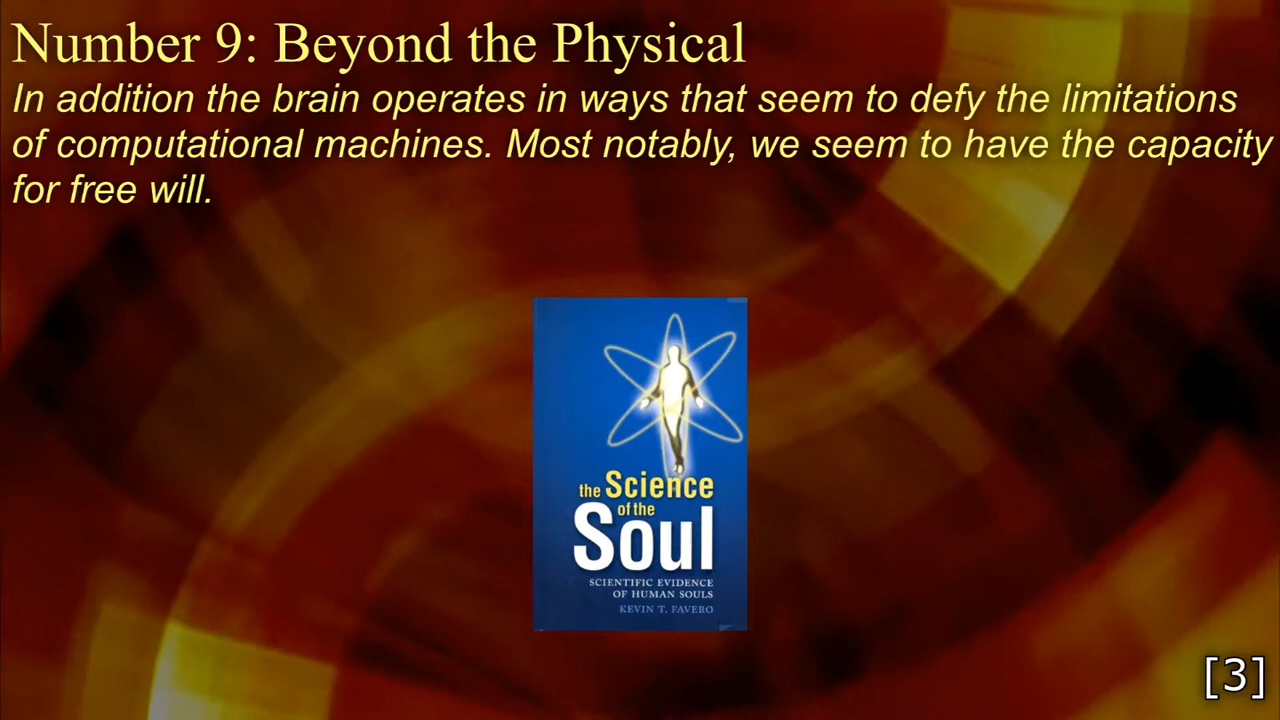 Number 9: Beyond the Physical
In addition the brain operates in ways that seem to defy the limitations
of computational machines. Most notably, we seem to have the capacity
for free will.
the Science
of the
Soul
SCIENTIFIC EVIDENCE
OF HUMAN SOULS
KEVIN T. FAVERO
[3]